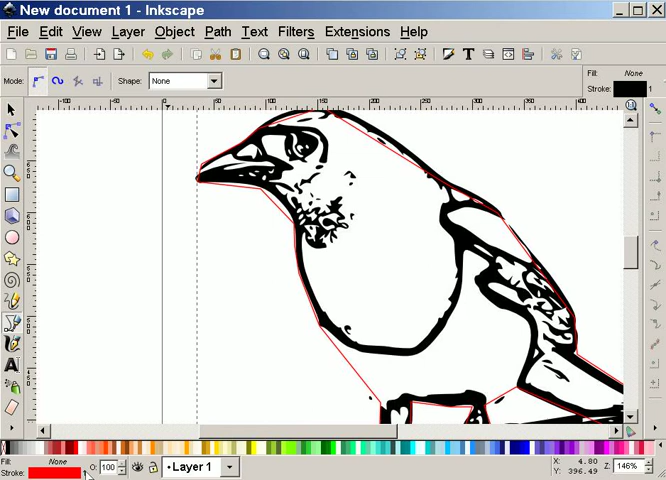 New document 1 - Inkscape
File Edit View Layer Object Path Text Filters Extensions Help
Mode: Shape: None
Fill: None
Stroke: 1
Fill: None
Stroke: O: 100 Layer 1 X: 4.80 Y: 396.49 Z: 146%